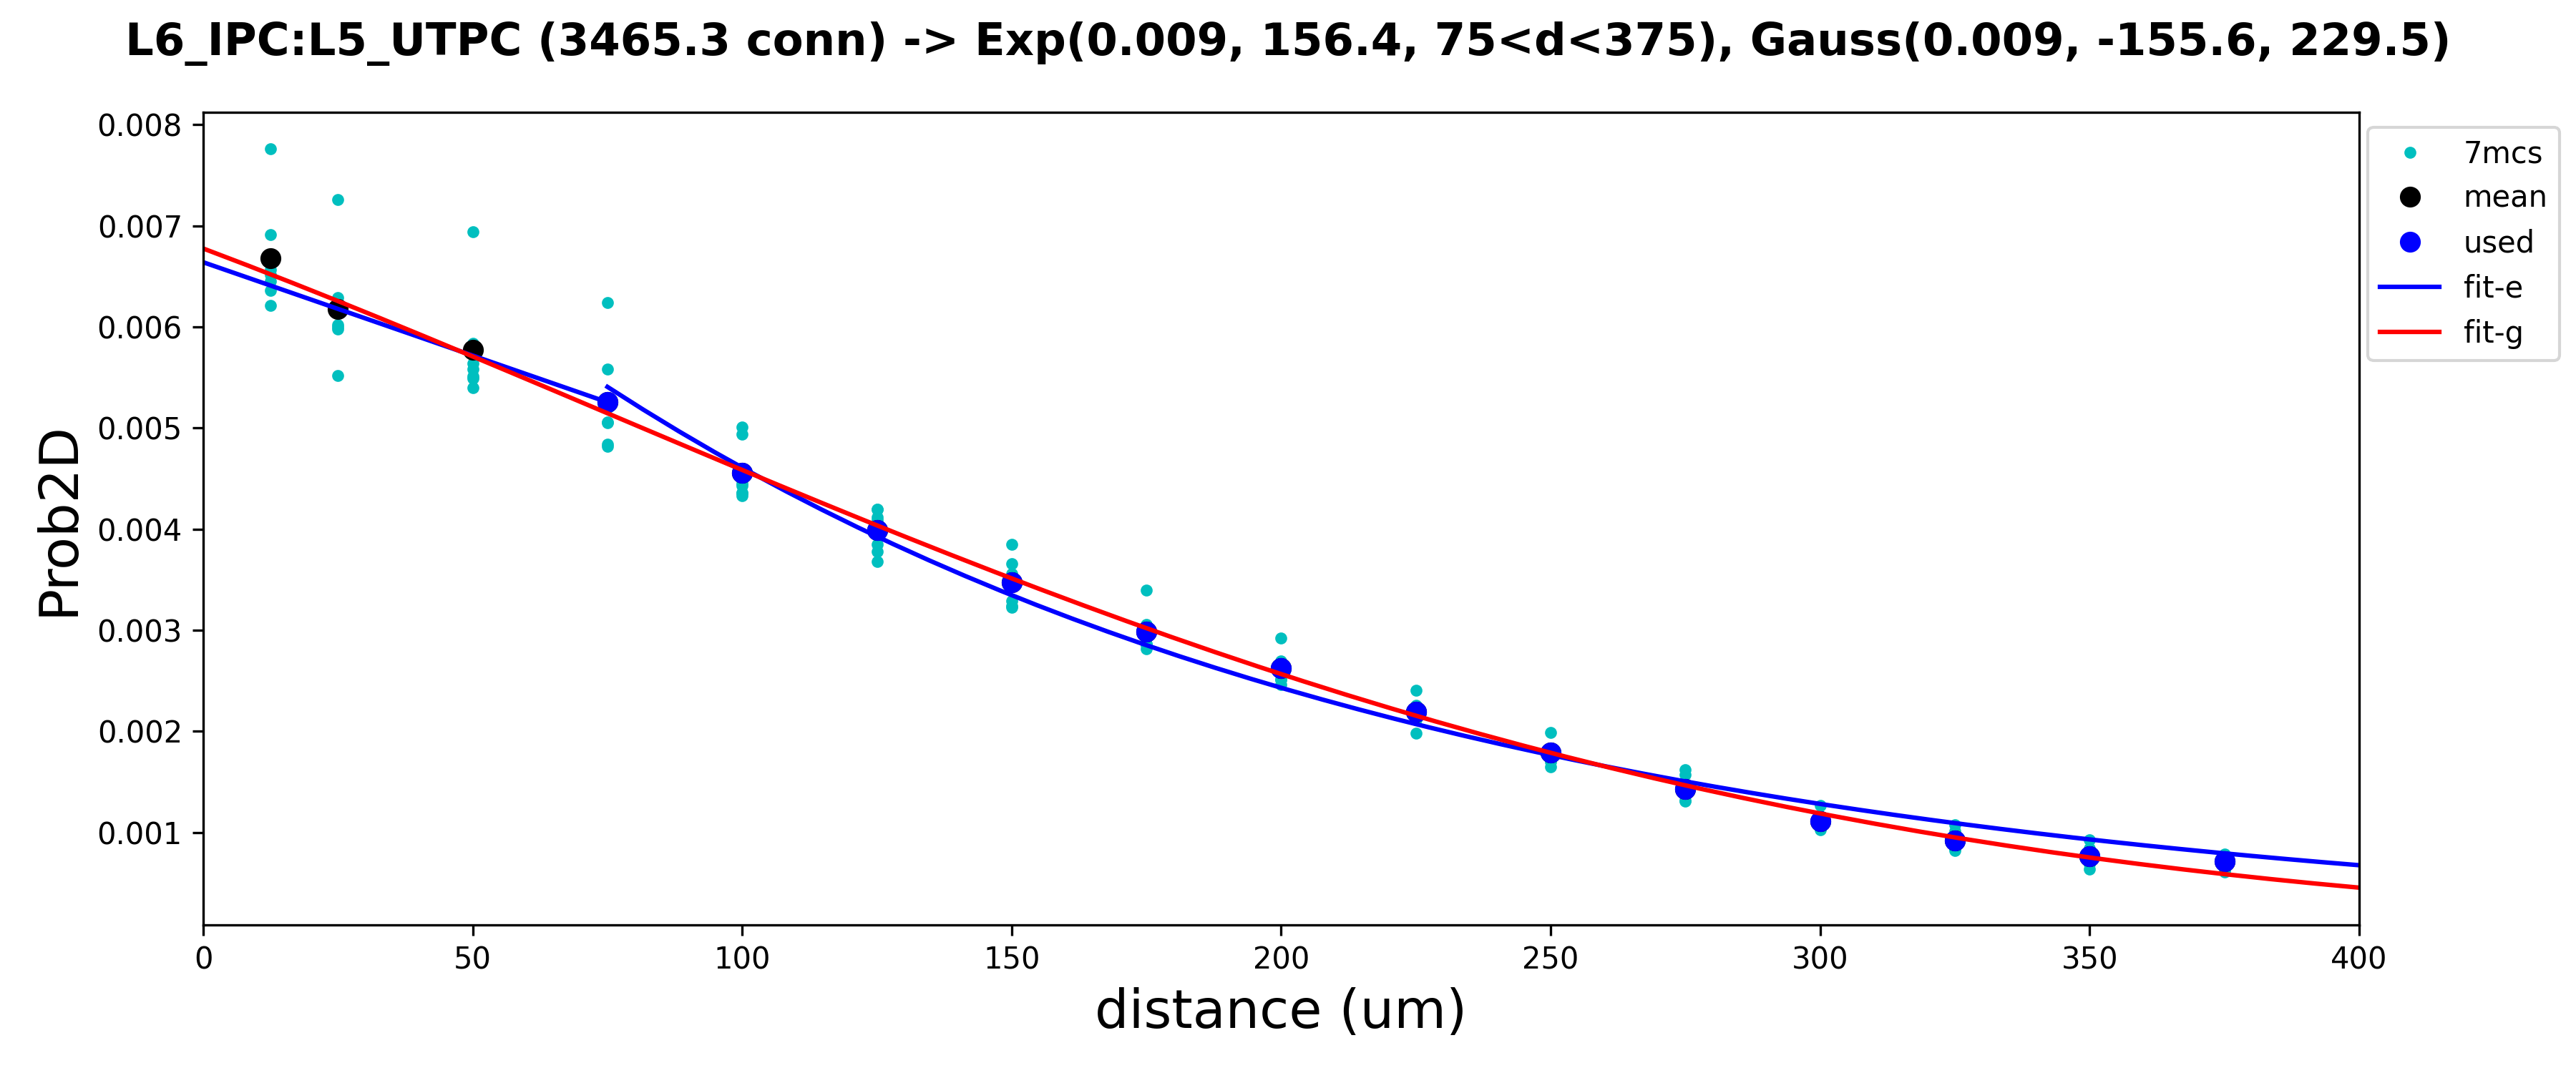 L6_IPC:L5_UTPC (3465.3 conn) -> Exp(0.009, 156.4, 75<d<375), Gauss(0.009, -155.6, 229.5)
0.008
0.007
0.006
0.005
0.004
0.003
0.002
0.001
Prob2D
0 50 100 150 200 250 300 350 400
distance (um)
7mcs
mean
used
fit-e
fit-g